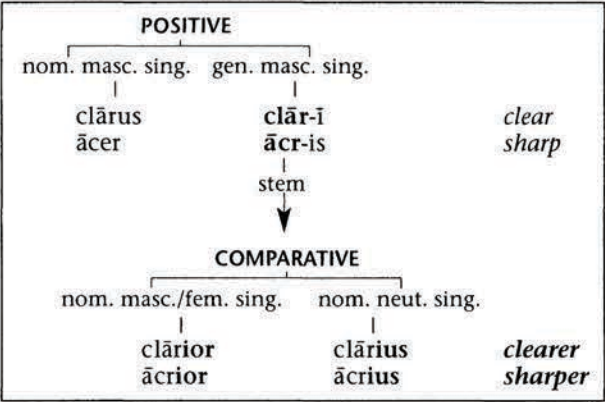 POSITIVE
nom. masc. sing. gen. masc. sing.
clārus clār-ī clear
ācer ācr-is sharp
stem
COMPARATIVE
nom. masc./fem. sing. nom. neut. sing.
clārior clārius clearer
ācrior ācrius sharper